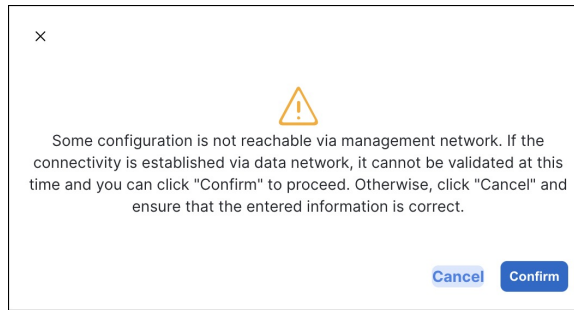 Some configuration is not reachable via management network. If the
connectivity is established via data network, it cannot be validated at this
time and you can click "Confirm" to proceed. Otherwise, click "Cancel" and
ensure that the entered information is correct.
Cancel Confirm